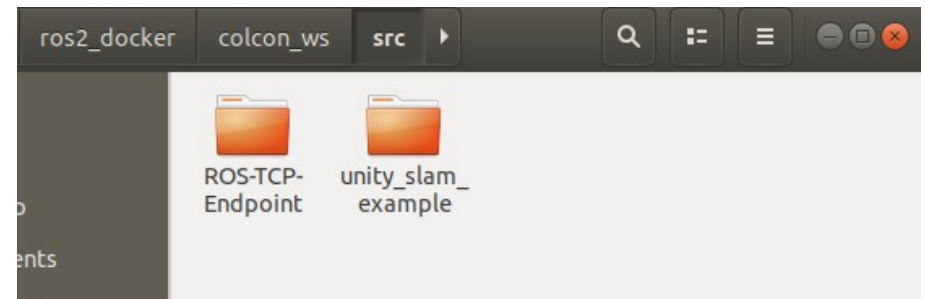 ros2_docker colcon_ws src
ROS-TCP-
Endpoint
unity_slam_
example
ents